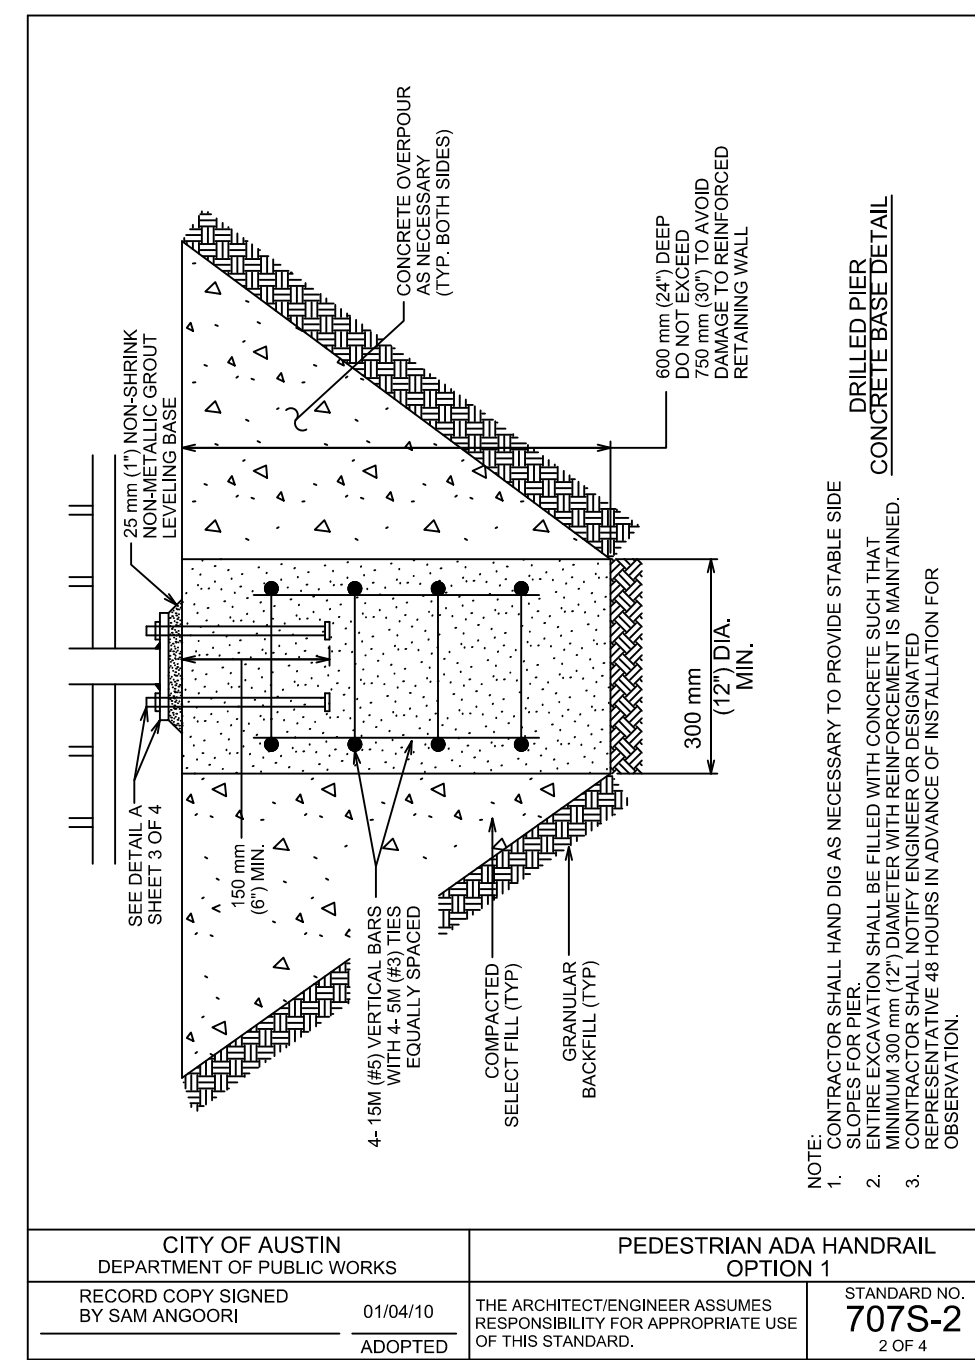 CONCRETE OVERPOUR
AS NECESSARY
(TYP. BOTH SIDES)
25 mm (1") NON-SHRINK
NON-METALLIC GROUT
LEVELING BASE
600 mm (24") DEEP
DO NOT EXCEED
750 mm (30") TO AVOID
DAMAGE TO REINFORCED
RETAINING WALL
SEE DETAIL A
SHEET 3 OF 4
150 mm
(6") MIN.
300 mm
(12") DIA.
MIN.
4- 15M (#5) VERTICAL BARS
WITH 4- 5M (#3) TIES
EQUALLY SPACED
COMPACTED
SELECT FILL (TYP)
GRANULAR
BACKFILL (TYP)
DRILLED PIER
CONCRETE BASE DETAIL
NOTE:
1. CONTRACTOR SHALL HAND DIG AS NECESSARY TO PROVIDE STABLE SIDE
SLOPES FOR PIER.
2. ENTIRE EXCAVATION SHALL BE FILLED WITH CONCRETE SUCH THAT
MINIMUM 300 mm (12") DIAMETER WITH REINFORCEMENT IS MAINTAINED.
3. CONTRACTOR SHALL NOTIFY ENGINEER OR DESIGNATED
REPRESENTATIVE 48 HOURS IN ADVANCE OF INSTALLATION FOR
OBSERVATION.
CITY OF AUSTIN
DEPARTMENT OF PUBLIC WORKS
PEDESTRIAN ADA HANDRAIL
OPTION 1
RECORD COPY SIGNED
BY SAM ANGOORI
01/04/10
ADOPTED
THE ARCHITECT/ENGINEER ASSUMES
RESPONSIBILITY FOR APPROPRIATE USE
OF THIS STANDARD.
STANDARD NO.
707S-2
2 OF 4